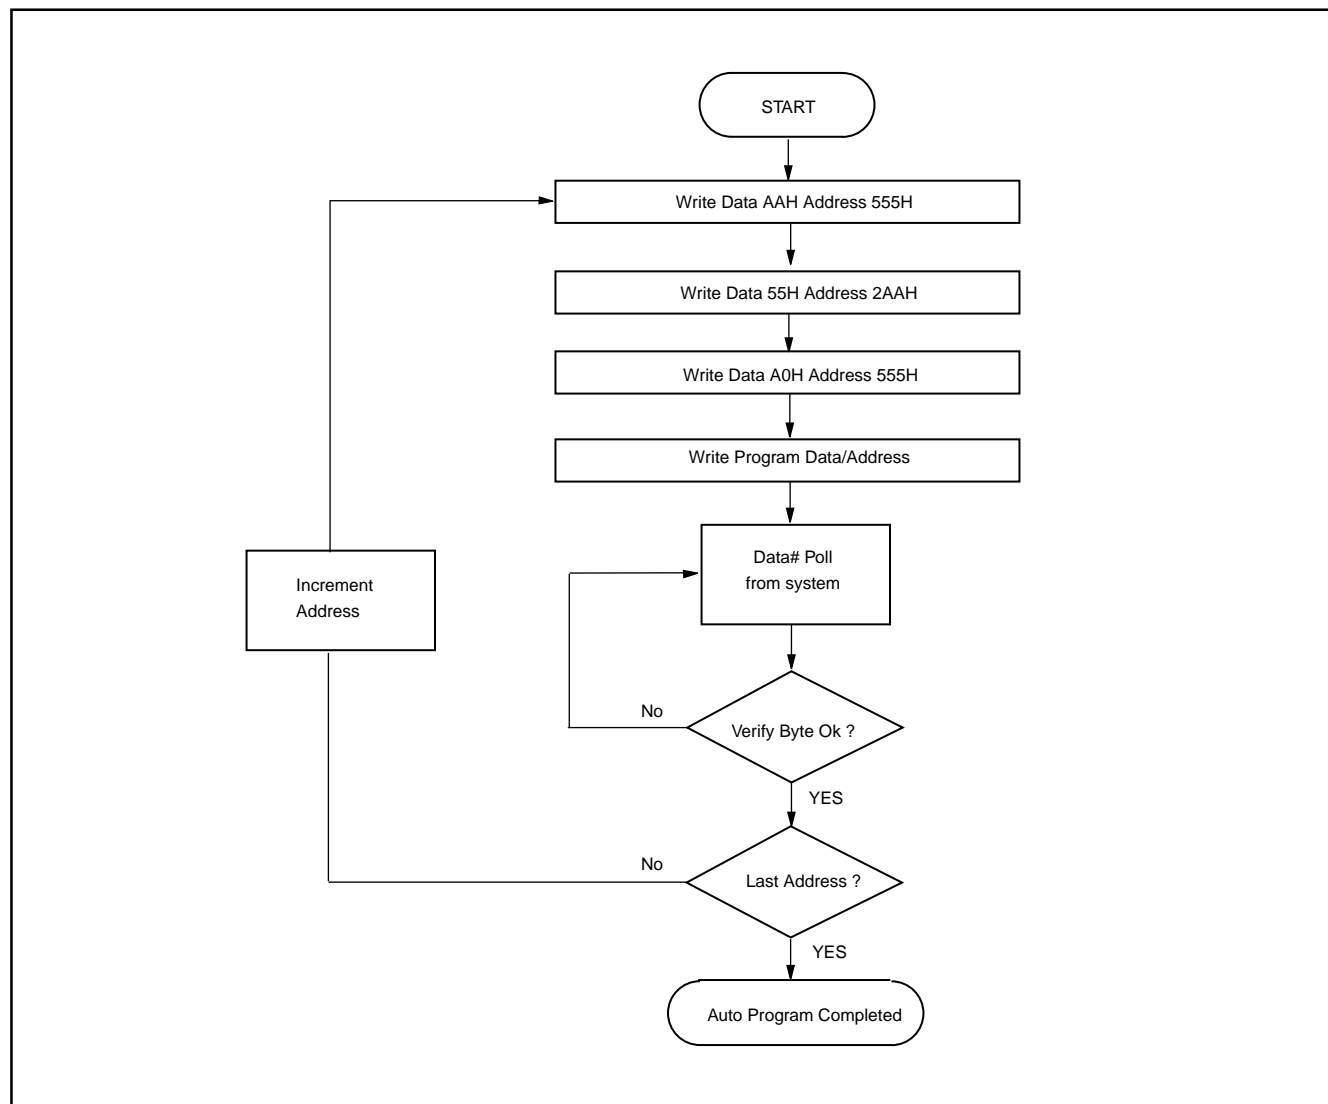 START
Write Data AAH Address 555H
Write Data 55H Address 2AAH
Write Data A0H Address 555H
Write Program Data/Address
Data# Poll
from system
Increment
Address
No
Verify Byte Ok ?
YES
No
Last Address ?
YES
Auto Program Completed